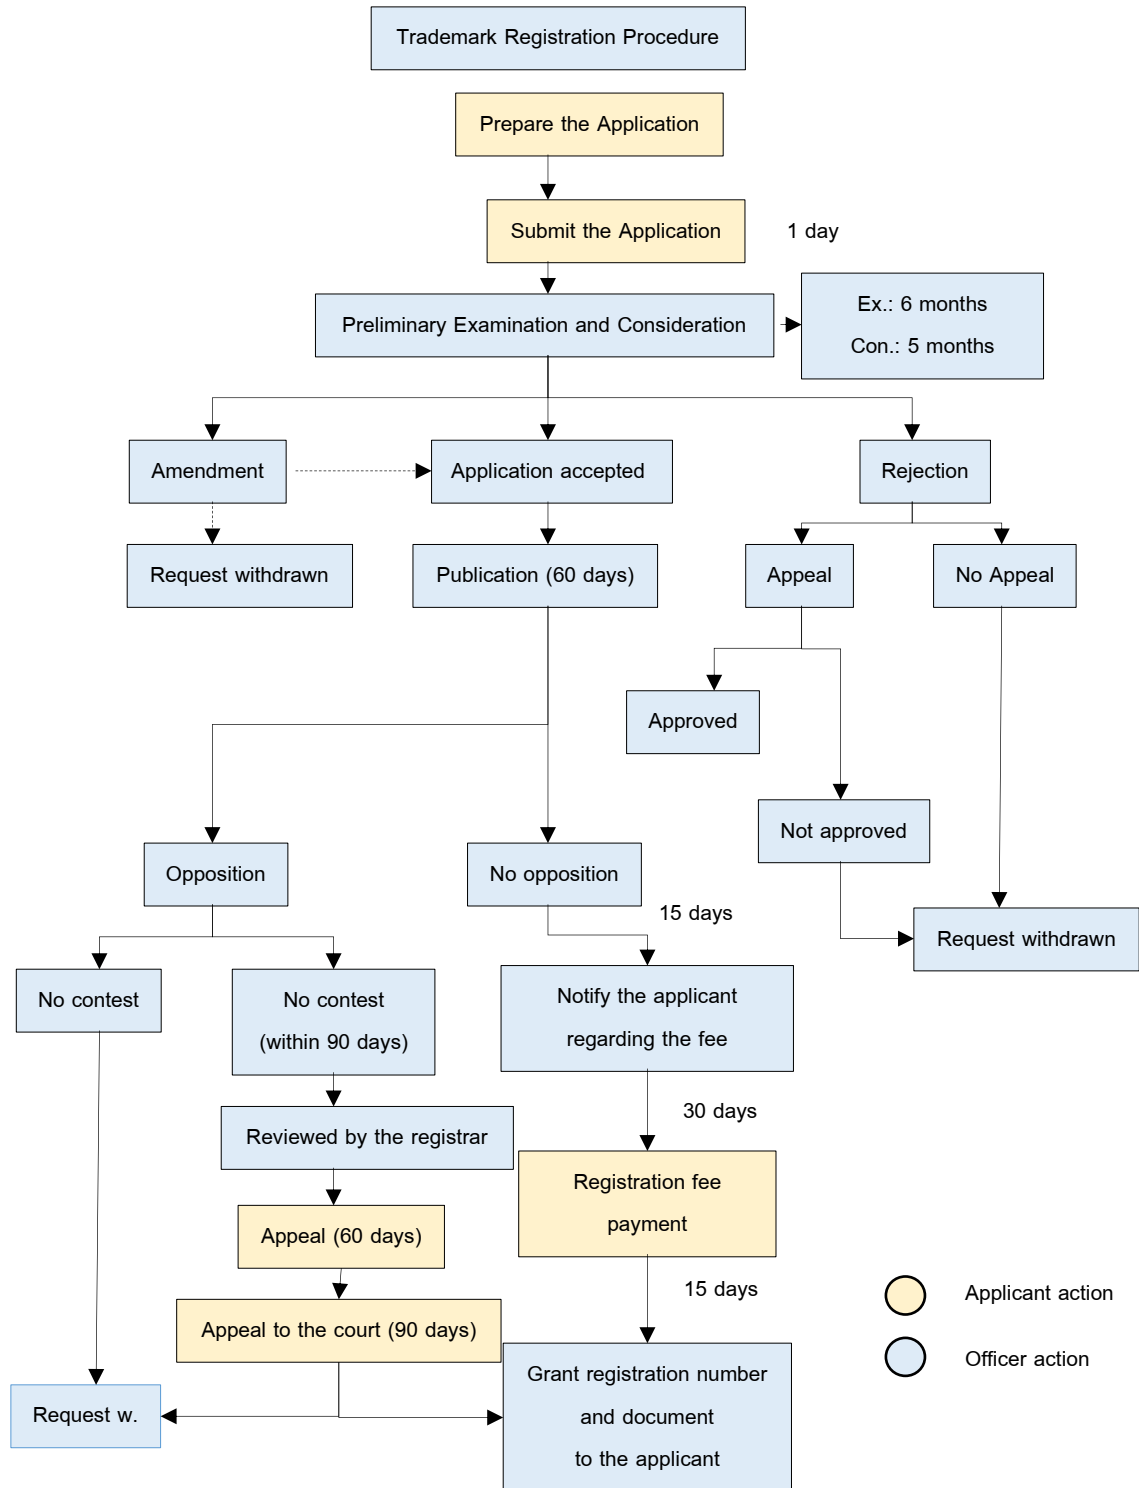 Trademark Registration Procedure
Prepare the Application
Submit the Application
1 day
Preliminary Examination and Consideration
Ex.: 6 months
Con.: 5 months
Amendment
Application accepted
Rejection
Request withdrawn
Publication (60 days)
Appeal
No Appeal
Approved
Not approved
Opposition
No opposition
15 days
Request withdrawn
No contest
No contest
(within 90 days)
Notify the applicant
regarding the fee
30 days
Reviewed by the registrar
Registration fee
payment
Appeal (60 days)
15 days
Applicant action
Appeal to the court (90 days)
Officer action
Request w.
Grant registration number
and document
to the applicant